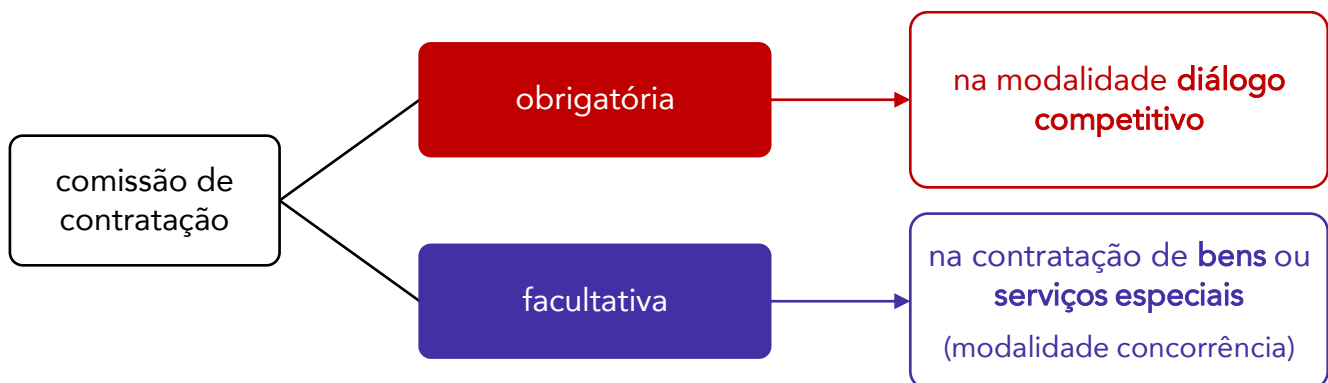 comissão de
contratação
obrigatória
na modalidade diálogo
competitivo
facultativa
na contratação de bens ou
serviços especiais
(modalidade concorrência)